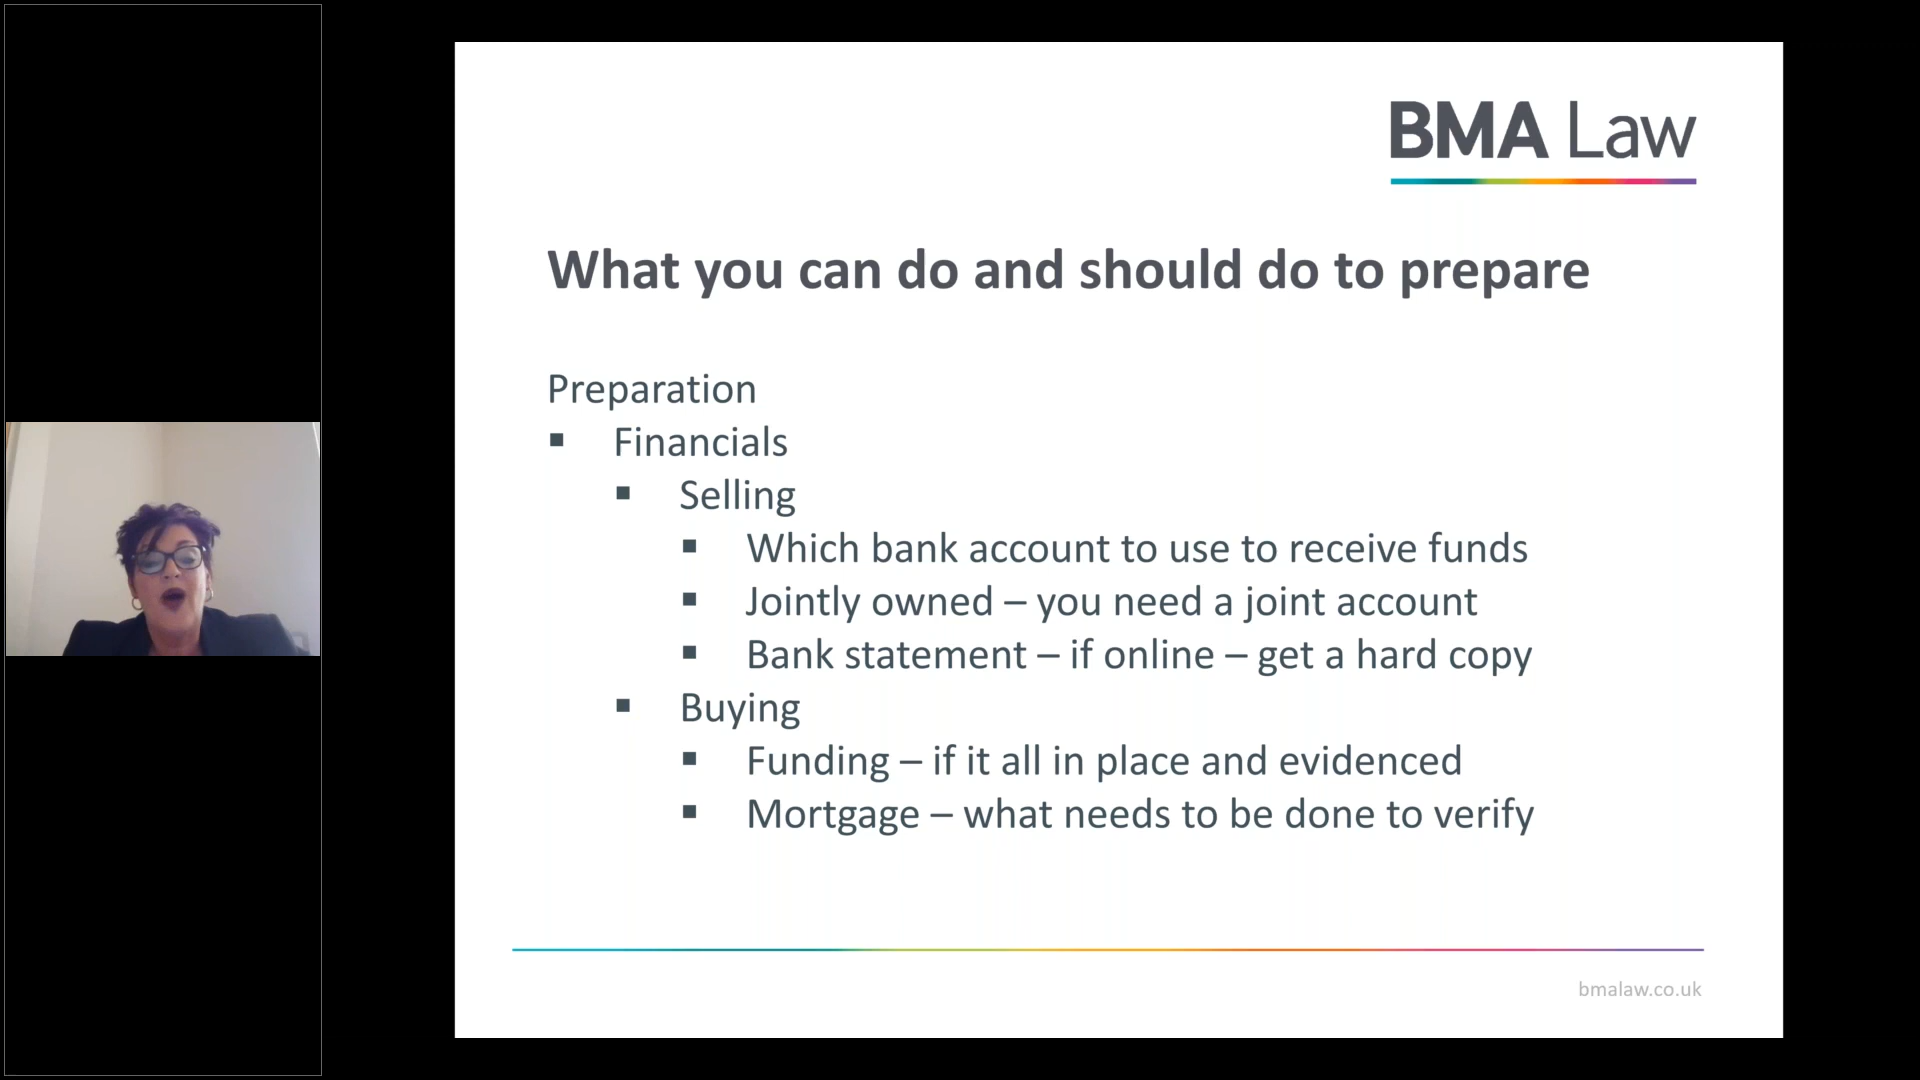 BMA Law
What you can do and should do to prepare
Preparation
▪ Financials
▪ Selling
▪ Which bank account to use to receive funds
▪ Jointly owned – you need a joint account
▪ Bank statement – if online – get a hard copy
▪ Buying
▪ Funding – if it all in place and evidenced
▪ Mortgage – what needs to be done to verify
bmalaw.co.uk